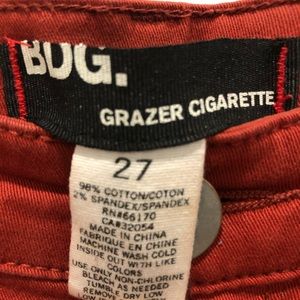 BDG.
GRAZER CIGARETTE
27
98% COTTON/COTON
2% SPANDEX/SPANDEX
RN#66170
CA#32054
MADE IN CHINA
FABRIQUE EN CHINE
MACHINE WASH COLD
INSIDE OUT WITH LIKE
COLORS
USE ONLY NON-CHLORINE
BLEACH AS NEEDED
TUMBLE DRY LOW